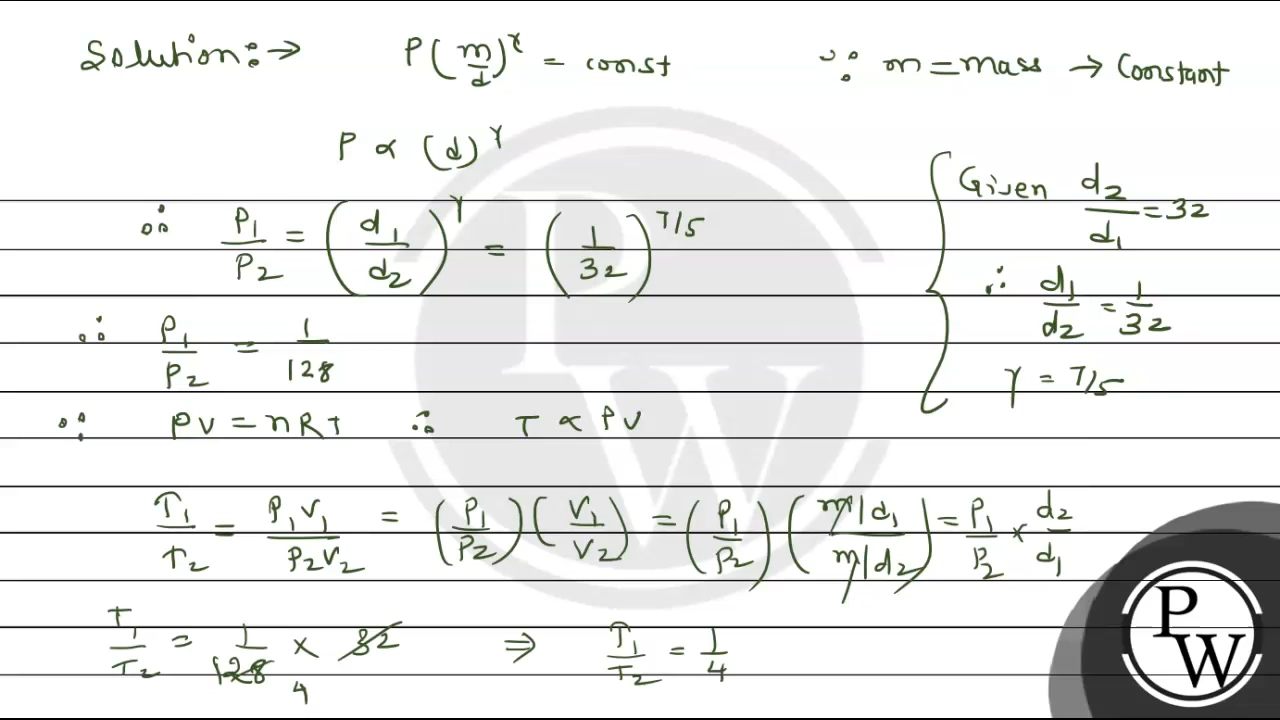 Solution:→ P(m/d)^γ = const ∵ m = mass → Constant
P ∝ (d)^γ
∴ P₁/P₂ = (d₁/d₂)^γ = (1/32)^7/5
{ Given d₂/d₁ = 32
∴ d₁/d₂ = 1/32
γ = 7/5
∴ P₁/P₂ = 1/128
∴ PV = nRT ∴ T ∝ PV
T₁/T₂ = P₁V₁/P₂V₂ = (P₁/P₂)(V₁/V₂) = (P₁/P₂)(m/d₁ / m/d₂) = P₁/P₂ × d₂/d₁
T₁/T₂ = 1/128 × 32 ⇒ T₁/T₂ = 1/4
4
PW
PW